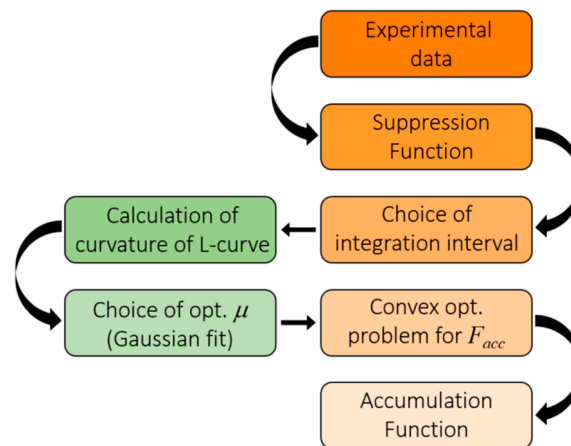 Experimental
data
Suppression
Function
Choice of
integration interval
Calculation of
curvature of L-curve
Choice of opt. μ
(Gaussian fit)
Convex opt.
problem for F_acc
Accumulation
Function